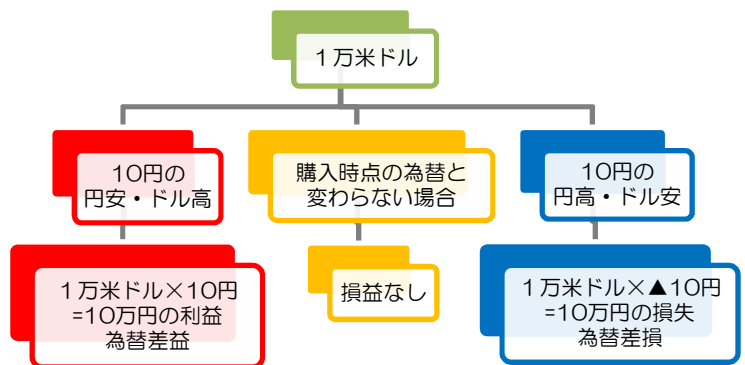 １万米ドル
10円の
円安・ドル高
購入時点の為替と
変わらない場合
10円の
円高・ドル安
１万米ドル×10円
=10万円の利益
為替差益
損益なし
１万米ドル×▲10円
=10万円の損失
為替差損